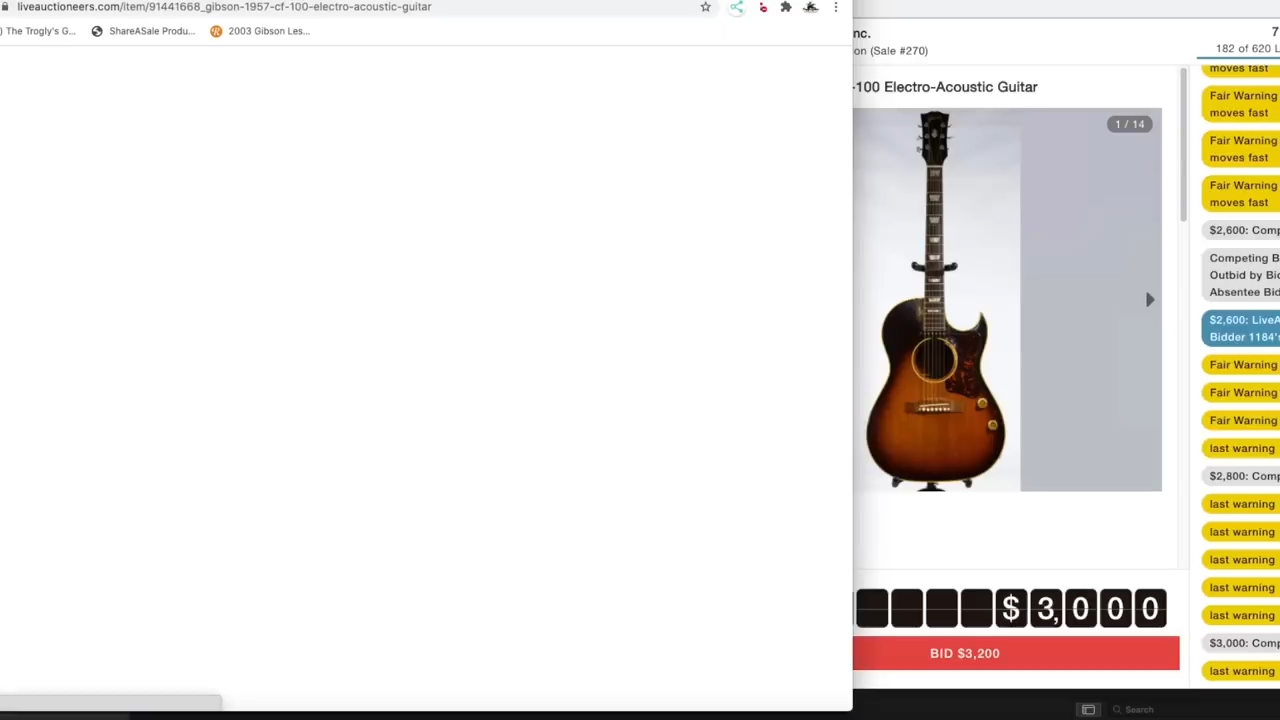 liveauctioneers.com/item/91441668_gibson-1957-cf-100-electro-acoustic-guitar
) The Trogly's G...
ShareASale Produ...
2003 Gibson Les...
nc.
on (Sale #270)
7
182 of 620 L
-100 Electro-Acoustic Guitar
1 / 14
moves fast
Fair Warning
moves fast
Fair Warning
moves fast
Fair Warning
moves fast
$2,600: Comp
Competing B
Outbid by Bid
Absentee Bid
$2,600: LiveA
Bidder 1184's
Fair Warning
Fair Warning
Fair Warning
last warning
$2,800: Comp
last warning
last warning
last warning
last warning
last warning
$3,000: Comp
last warning
$3,000
BID $3,200
Search